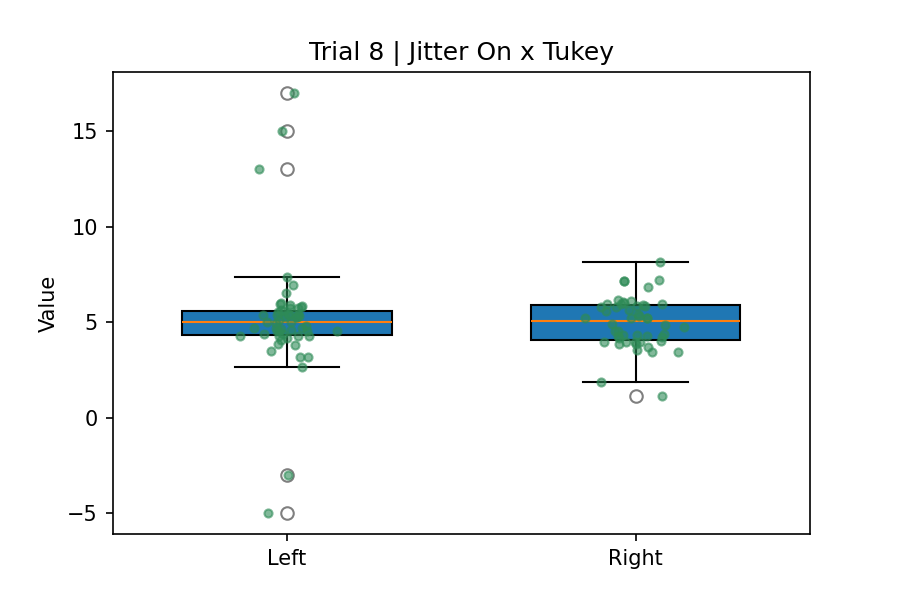 Trial 8 | Jitter On x Tukey
Value
15
10
5
0
−5
Left
Right